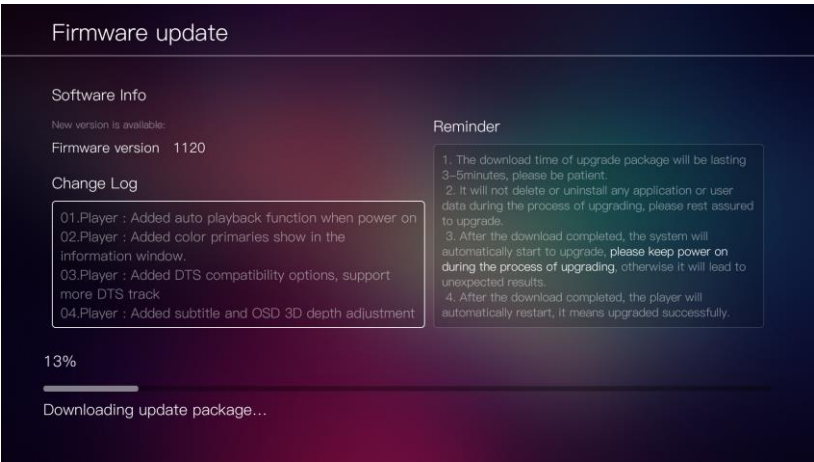 Firmware update
Software Info
New version is available:
Firmware version 1120
Change Log
01.Player : Added auto playback function when power on
02.Player : Added color primaries show in the
information window.
03.Player : Added DTS compatibility options, support
more DTS track
04.Player : Added subtitle and OSD 3D depth adjustment
Reminder
1. The download time of upgrade package will be lasting
3-5minutes, please be patient.
2. It will not delete or uninstall any application or user
data during the process of upgrading, please rest assured
to upgrade.
3. After the download completed, the system will
automatically start to upgrade, please keep power on
during the process of upgrading, otherwise it will lead to
unexpected results.
4. After the download completed, the player will
automatically restart, it means upgraded successfully.
13%
Downloading update package...